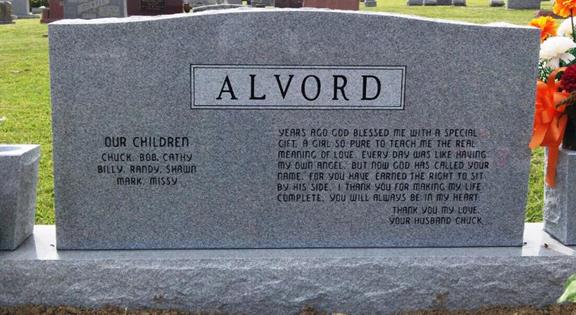 ALVORD
OUR CHILDREN
CHUCK, BOB, CATHY
BILLY, RANDY, SHAWN
MARK, MISSY
YEARS AGO GOD BLESSED ME WITH A SPECIAL
GIFT. A GIRL SO PURE TO TEACH ME THE REAL
MEANING OF LOVE. EVERY DAY WAS LIKE HAVING
MY OWN ANGEL. BUT NOW GOD HAS CALLED YOUR
NAME. FOR YOU HAVE EARNED THE RIGHT TO SIT
BY HIS SIDE. I THANK YOU FOR MAKING MY LIFE
COMPLETE. YOU WILL ALWAYS BE IN MY HEART.
THANK YOU MY LOVE.
YOUR HUSBAND CHUCK